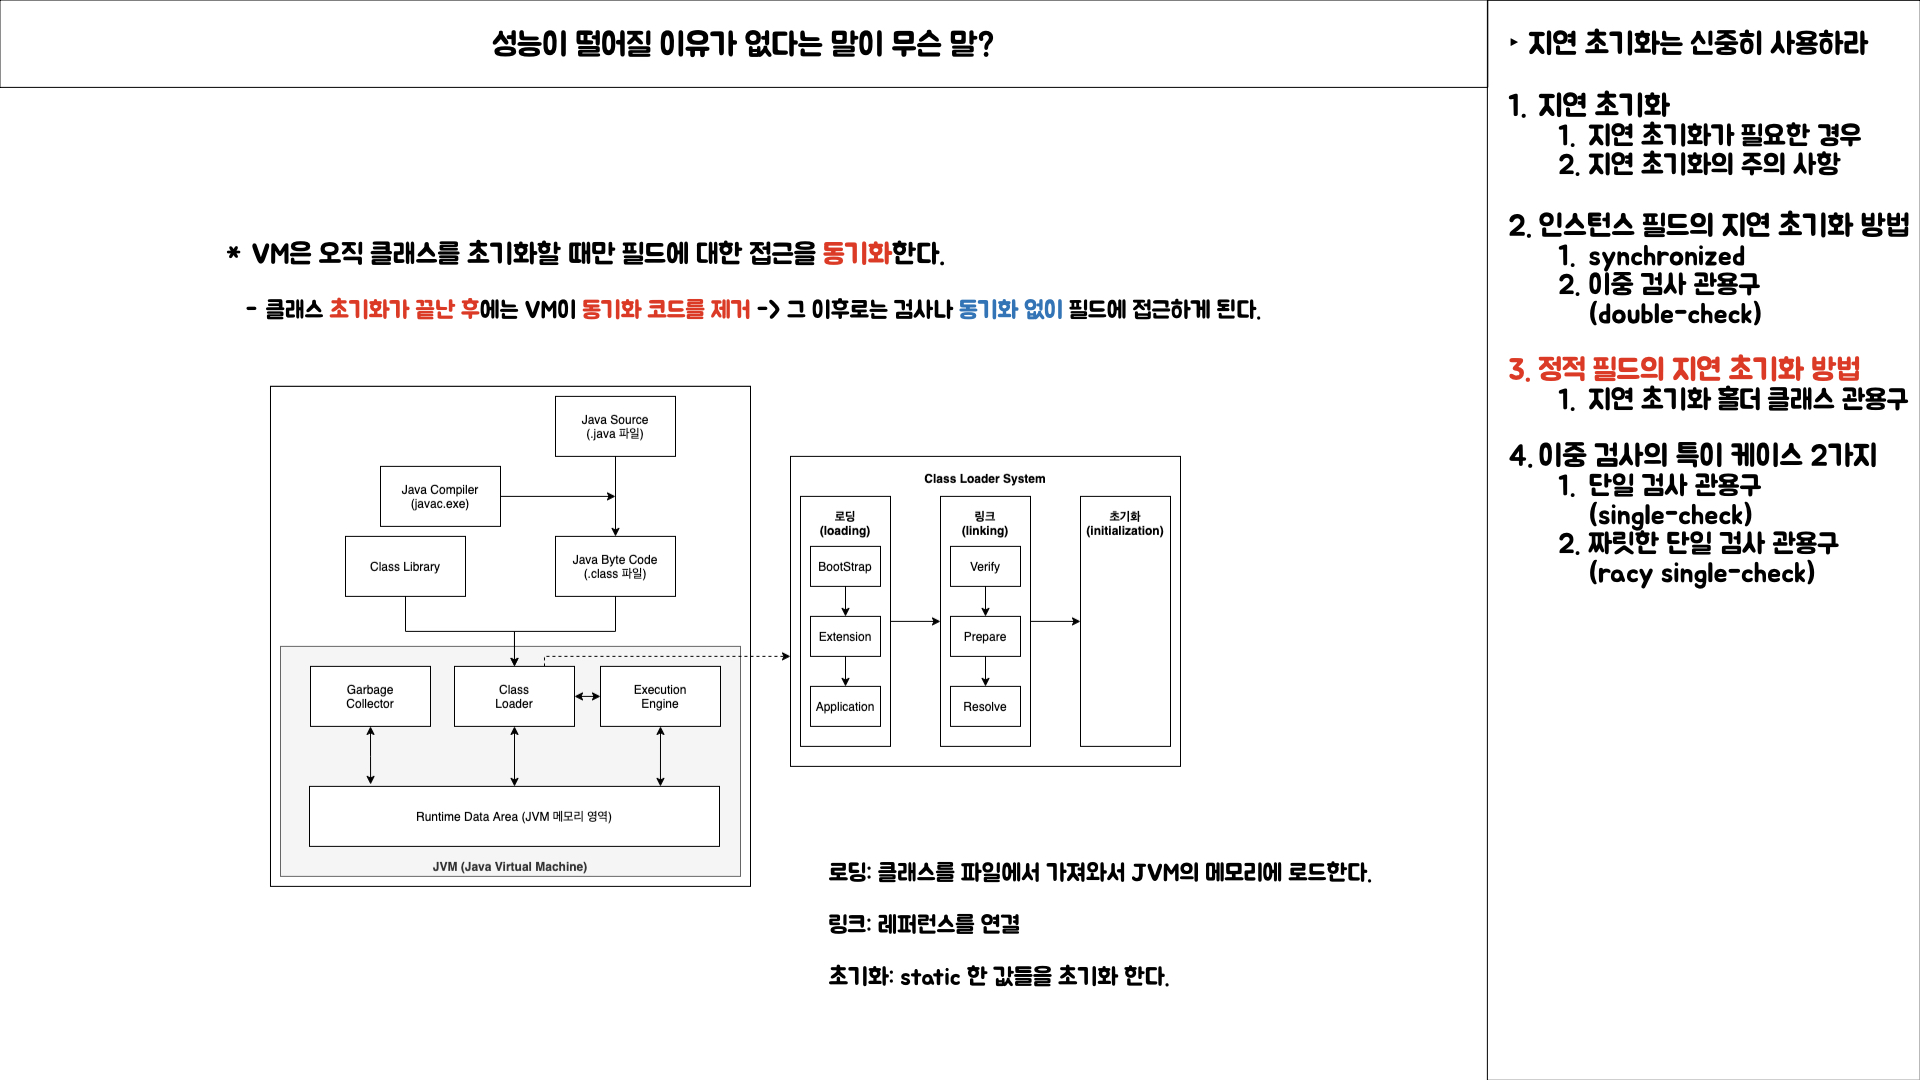 성능이 떨어질 이유가 없다는 말이 무슨 말?
* VM은 오직 클래스를 초기화할 때만 필드에 대한 접근을 동기화한다.
- 클래스 초기화가 끝난 후에는 VM이 동기화 코드를 제거 -> 그 이후로는 검사나 동기화 없이 필드에 접근하게 된다.
Java Source
(.java 파일)
Java Compiler
(javac.exe)
Class Library
Java Byte Code
(.class 파일)
Garbage
Collector
Class
Loader
Execution
Engine
Runtime Data Area (JVM 메모리 영역)
JVM (Java Virtual Machine)
Class Loader System
로딩
(loading)
BootStrap
Extension
Application
링크
(linking)
Verify
Prepare
Resolve
초기화
(initialization)
로딩: 클래스를 파일에서 가져와서 JVM의 메모리에 로드한다.
링크: 레퍼런스를 연결
초기화: static 한 값들을 초기화 한다.
‣ 지연 초기화는 신중히 사용하라
1. 지연 초기화
1. 지연 초기화가 필요한 경우
2. 지연 초기화의 주의 사항
2. 인스턴스 필드의 지연 초기화 방법
1. synchronized
2. 이중 검사 관용구
(double-check)
3. 정적 필드의 지연 초기화 방법
1. 지연 초기화 홀더 클래스 관용구
4. 이중 검사의 특이 케이스 2가지
1. 단일 검사 관용구
(single-check)
2. 짜릿한 단일 검사 관용구
(racy single-check)